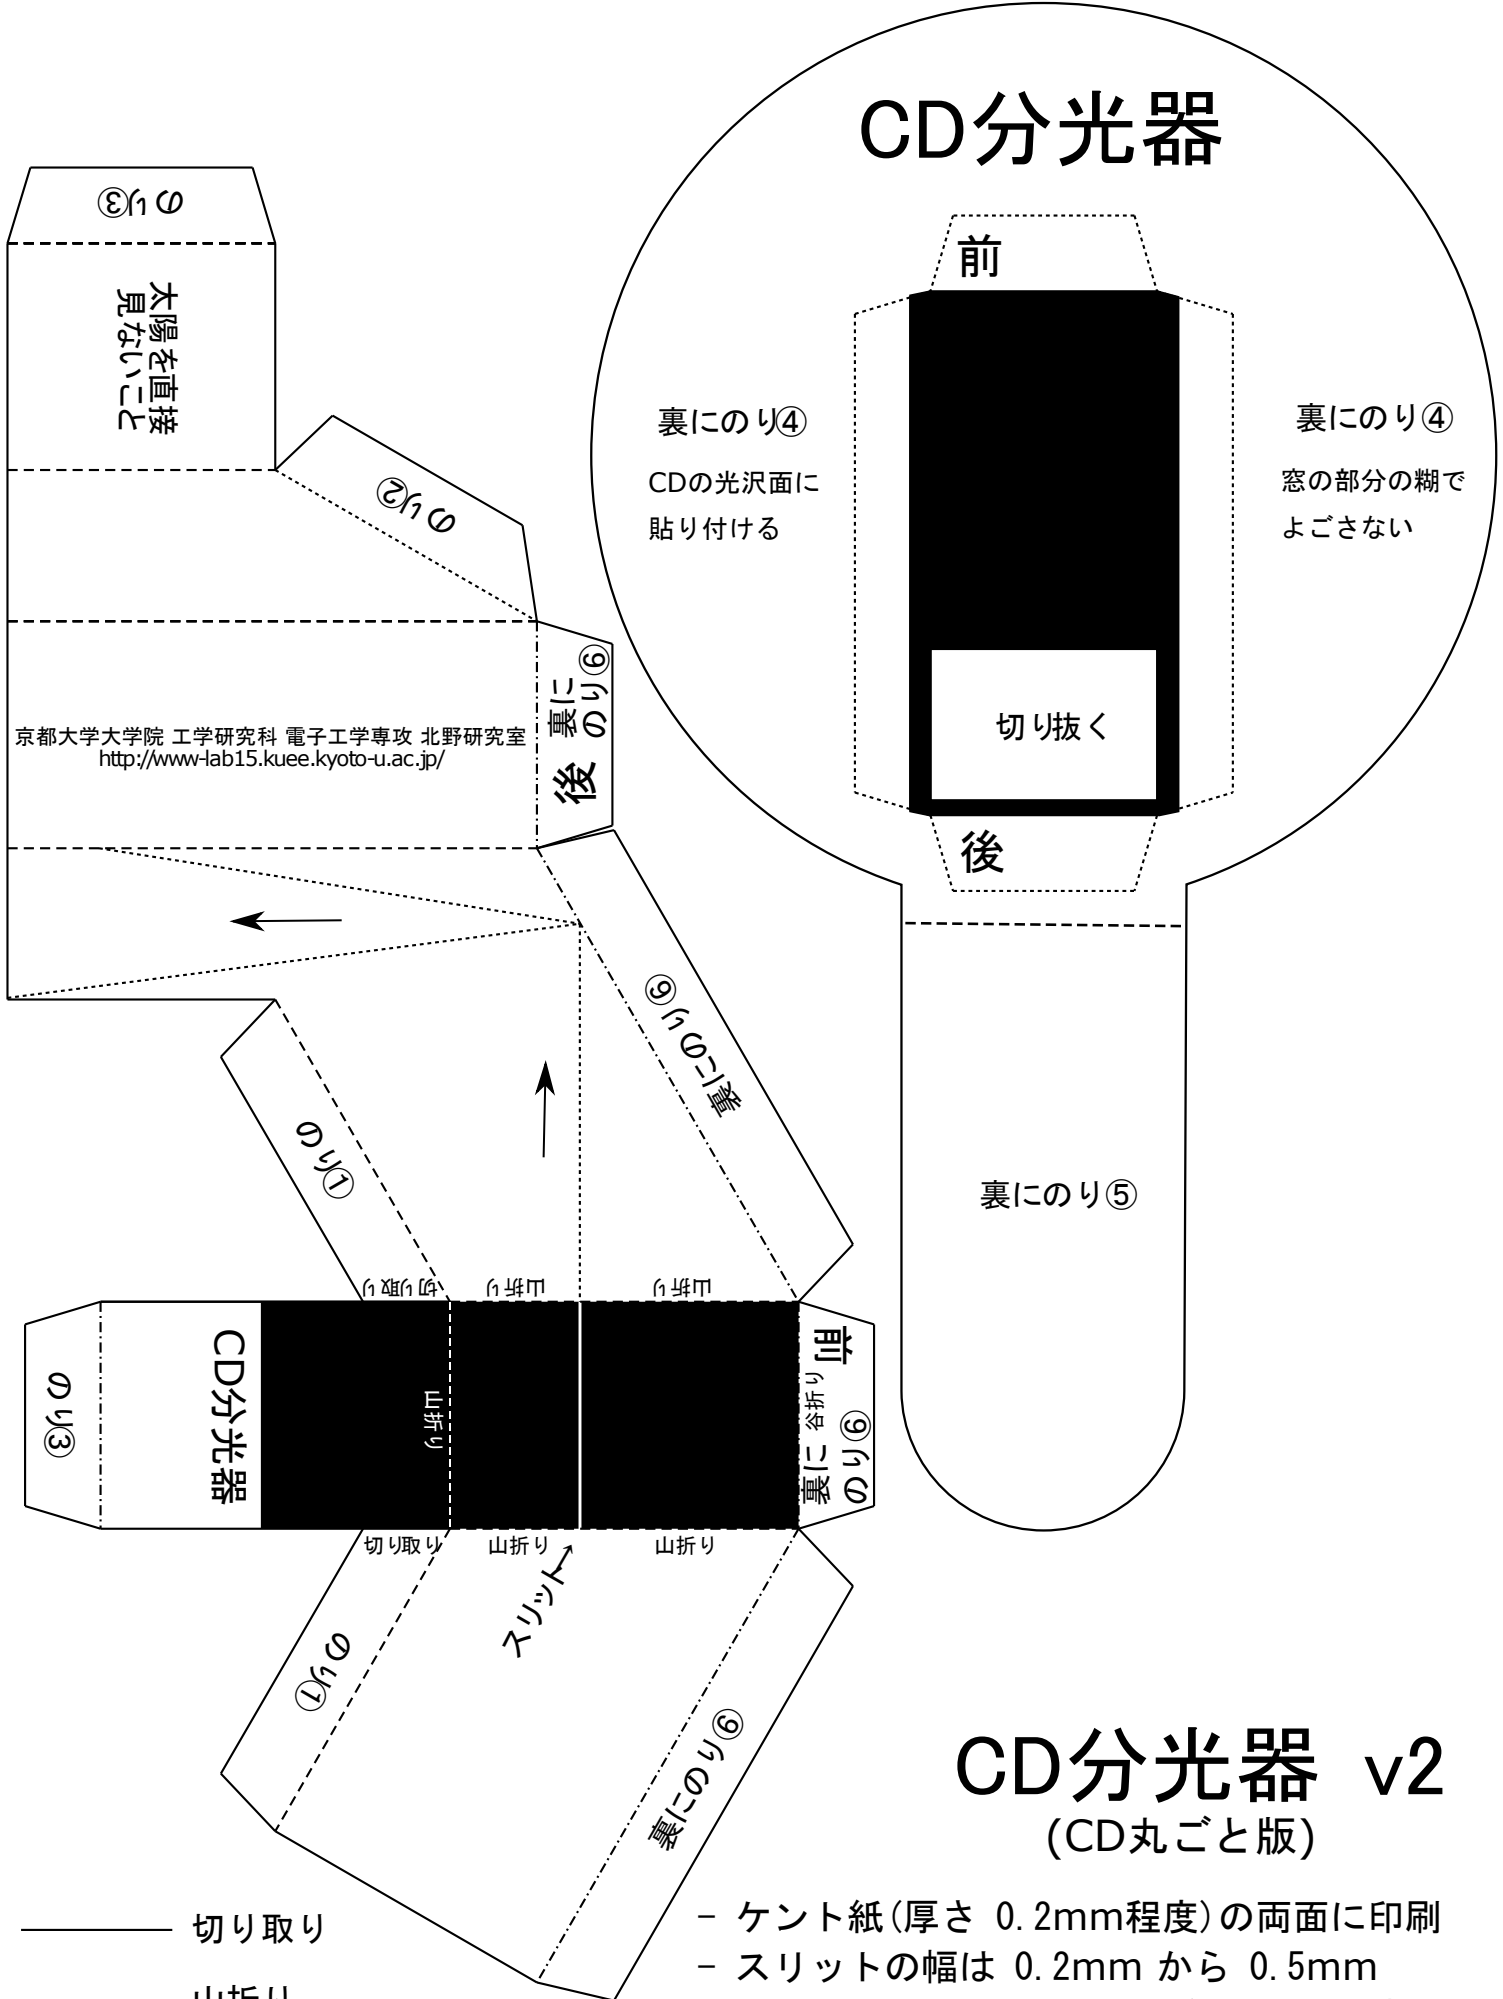 CD分光器
前
裏にのり④
CDの光沢面に
貼り付ける
裏にのり④
窓の部分の糊で
よごさない
切り抜く
後
裏にのり⑤
のり③
太陽を直接
見ないこと
のり②
裏に
のり⑥
後
京都大学大学院 工学研究科 電子工学専攻 北野研究室
http://www-lab15.kuee.kyoto-u.ac.jp/
裏にのり⑥
のり①
切り取り
山折り
山折り
のり③
CD分光器
山折り
前
谷折り
裏に
のり⑥
切り取り
山折り
山折り
スリット→
のり①
裏にのり⑥
CD分光器 v2
(CD丸ごと版)
切り取り
山折り
- ケント紙(厚さ 0.2mm程度)の両面に印刷
- スリットの幅は 0.2mm から 0.5mm